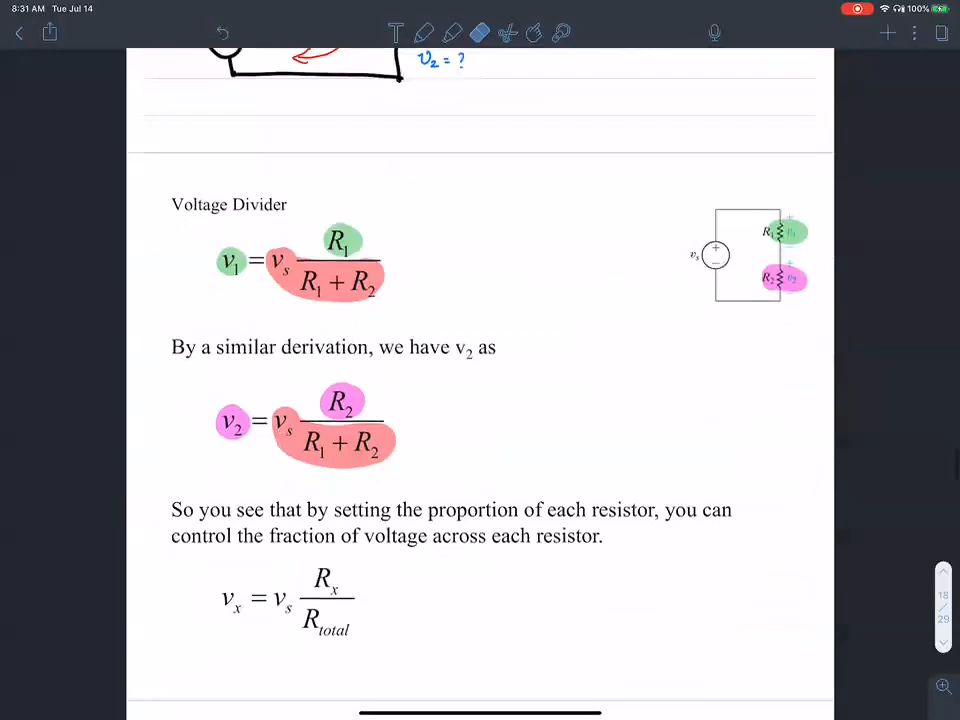 8:31 AM Tue Jul 14
100%
T
v₂ = ?
Voltage Divider
v₁ = vₛ R₁ / (R₁ + R₂)
R₁ v₁
vₛ
R₂ v₂
By a similar derivation, we have v₂ as
v₂ = vₛ R₂ / (R₁ + R₂)
So you see that by setting the proportion of each resistor, you can
control the fraction of voltage across each resistor.
vₓ = vₛ Rₓ / R_total
18
/
29